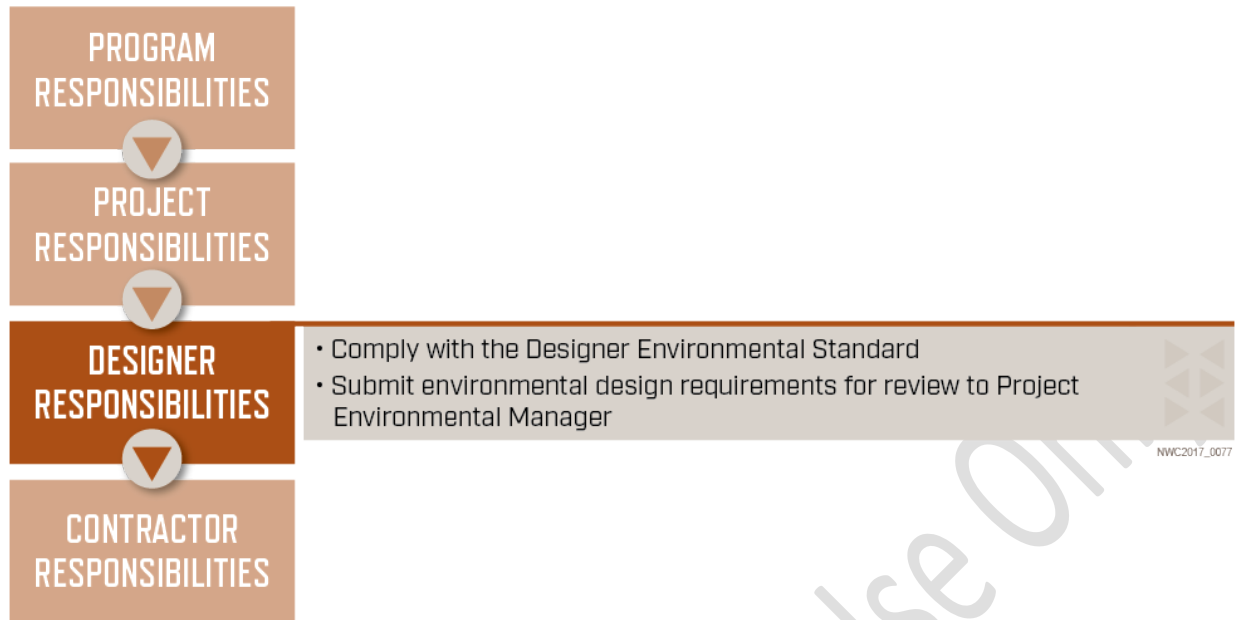 PROGRAM
RESPONSIBILITIES
PROJECT
RESPONSIBILITIES
DESIGNER
RESPONSIBILITIES
• Comply with the Designer Environmental Standard
• Submit environmental design requirements for review to Project
Environmental Manager
NWC2017_0077
CONTRACTOR
RESPONSIBILITIES
Use